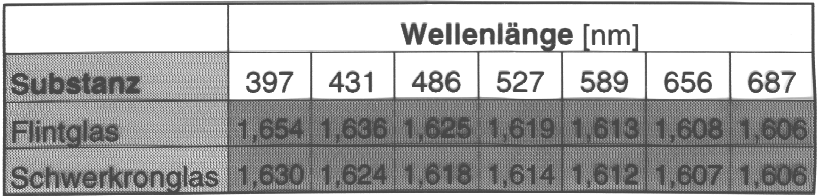 Wellenlänge [nm]
Substanz 397 431 486 527 589 656 687
Flintglas 1,654 1,636 1,625 1,619 1,613 1,608 1,606
Schwerkronglas 1,630 1,624 1,618 1,614 1,612 1,607 1,606